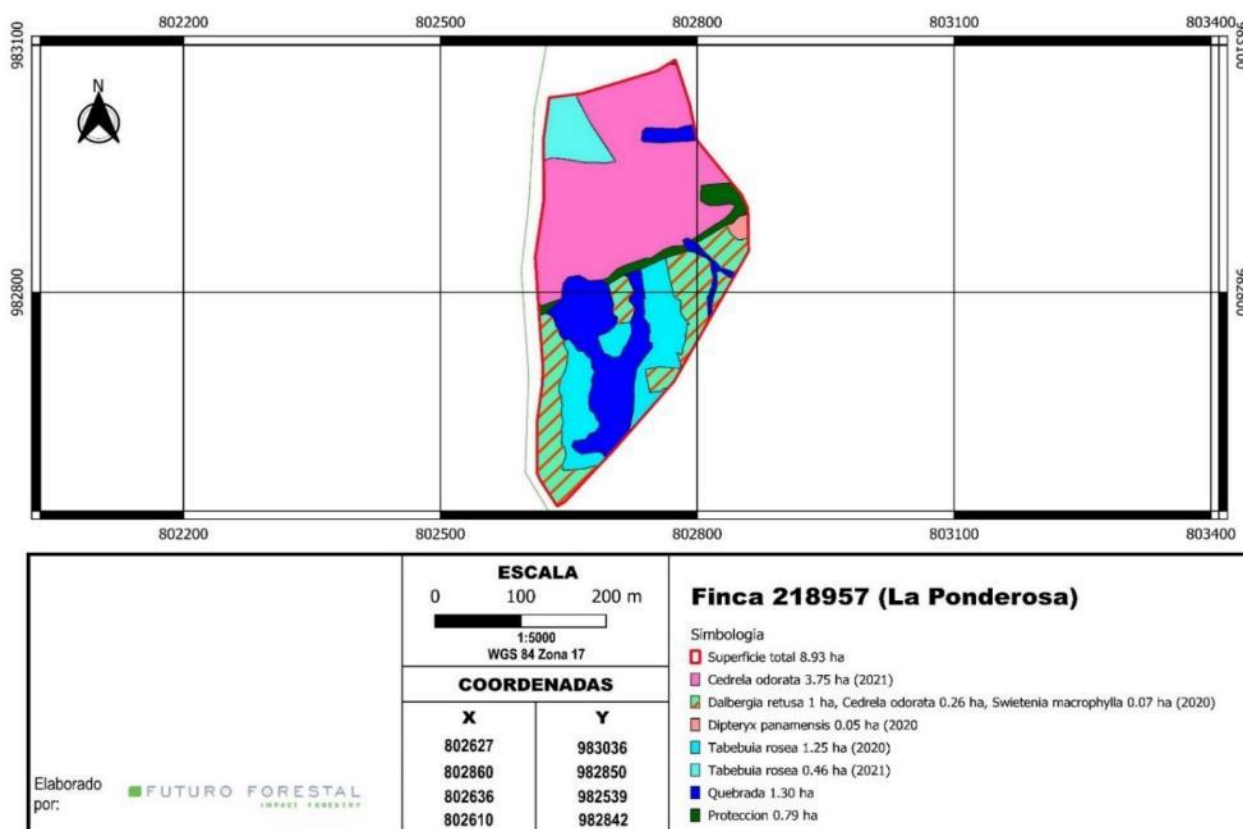 802200 802500 802800 803100 803400
983100 983100
N
982800 982800
802200 802500 802800 803100 803400
ESCALA
0 100 200 m
1:5000
WGS 84 Zona 17
COORDENADAS
X Y
802627 983036
802860 982850
802636 982539
802610 982842
Elaborado
por:
FUTURO FORESTAL
IMPACT FORESTRY
Finca 218957 (La Ponderosa)
Simbología
Superficie total 8.93 ha
Cedrela odorata 3.75 ha (2021)
Dalbergia retusa 1 ha, Cedrela odorata 0.26 ha, Swietenia macrophylla 0.07 ha (2020)
Dipteryx panamensis 0.05 ha (2020
Tabebuia rosea 1.25 ha (2020)
Tabebuia rosea 0.46 ha (2021)
Quebrada 1.30 ha
Proteccion 0.79 ha